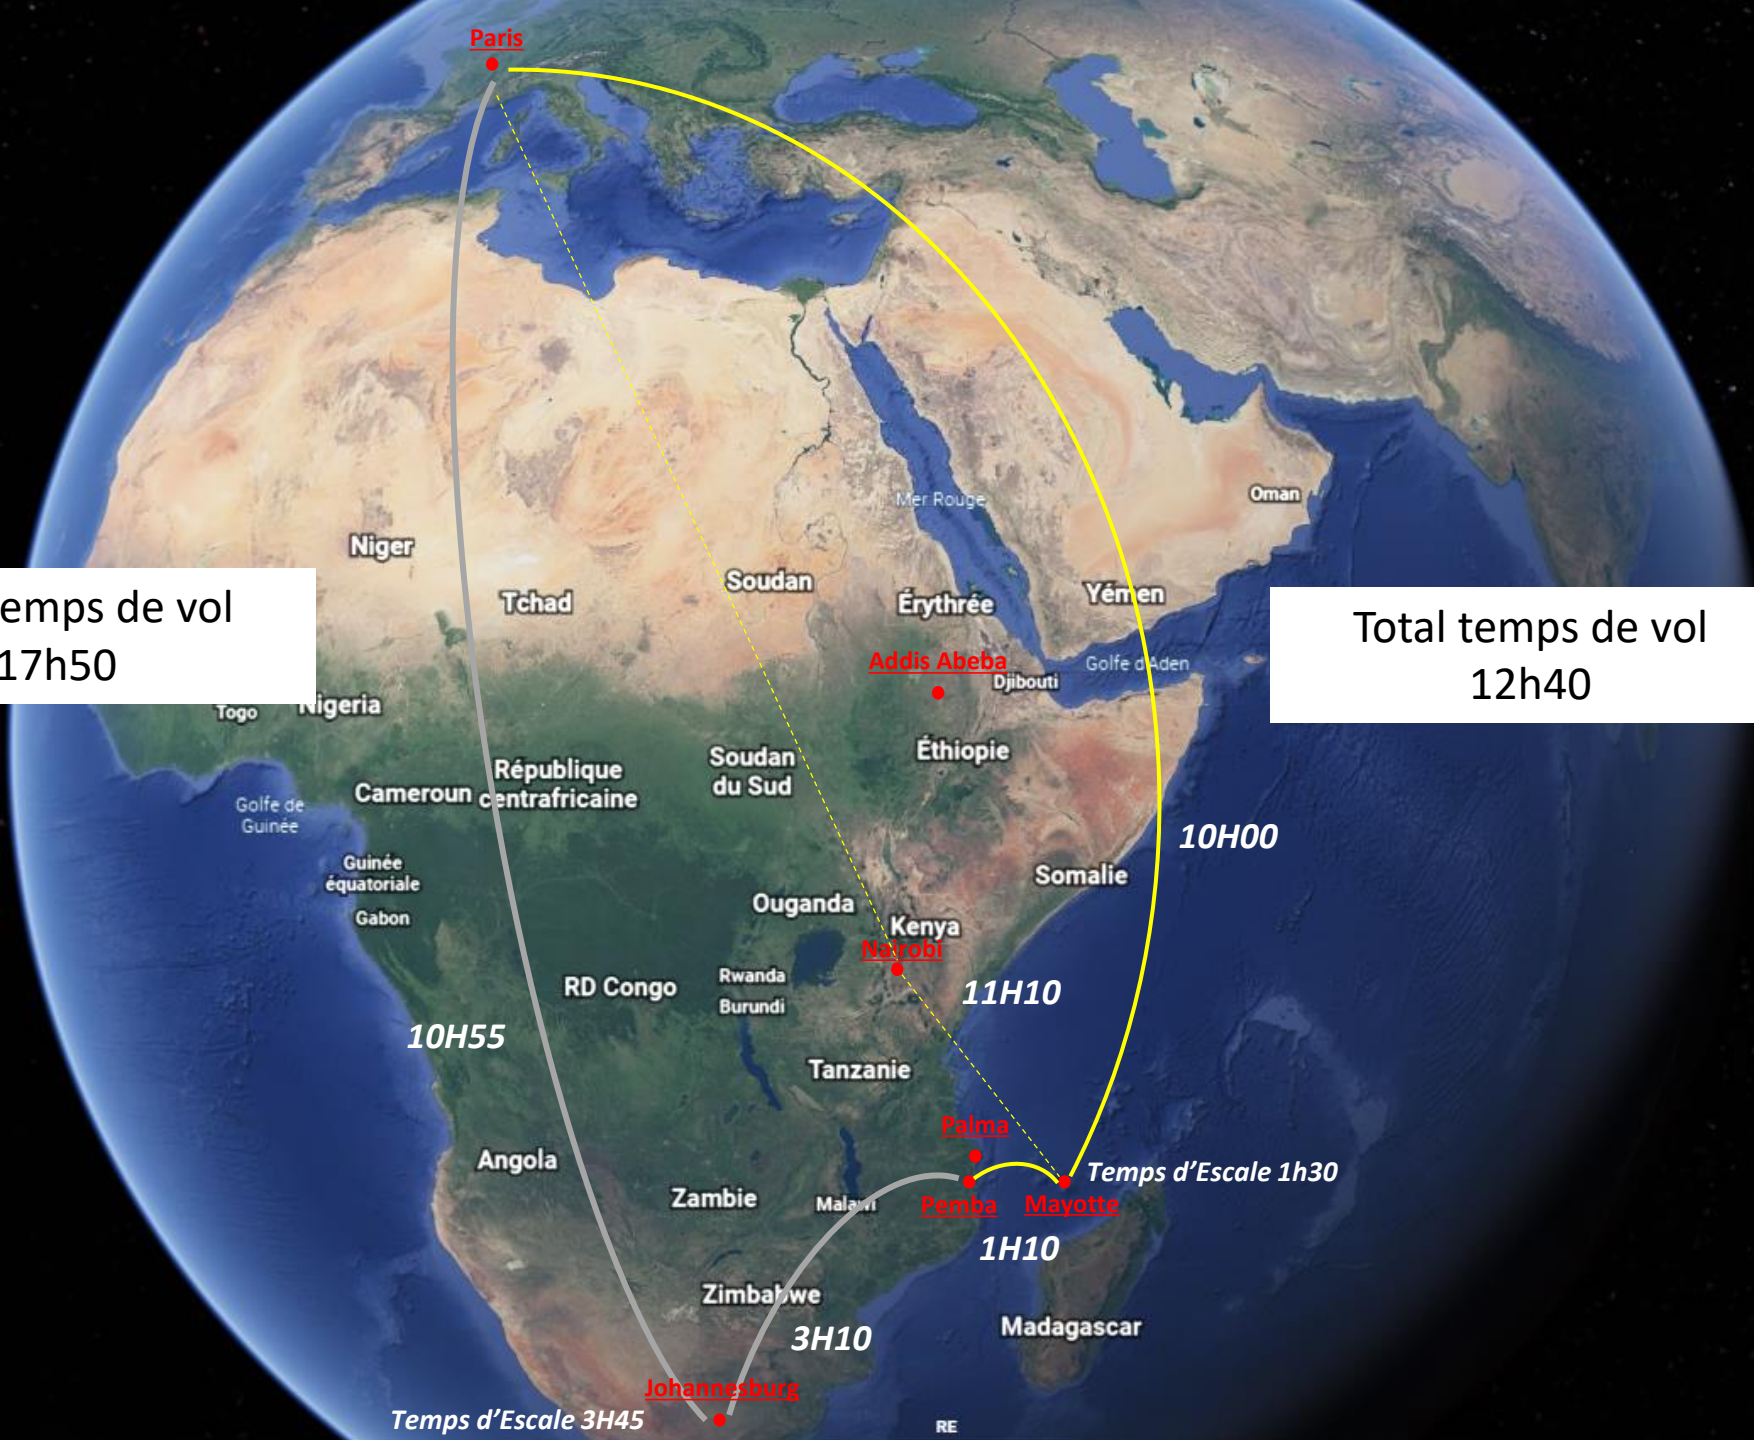 Paris
Mer Rouge
Oman
Niger
Tchad
Soudan
Érythrée
Yémen
emps de vol
17h50
Total temps de vol
12h40
Addis Abeba
Golfe d'Aden
Djibouti
Togo
Nigeria
Soudan
du Sud
Éthiopie
République
centrafricaine
Cameroun
Golfe de
Guinée
10H00
Guinée
équatoriale
Somalie
Ouganda
Gabon
Kenya
Nairobi
RD Congo
Rwanda
Burundi
11H10
10H55
Tanzanie
Palma
Angola
Temps d'Escale 1h30
Zambie
Malawi
Pemba
Mayotte
1H10
Zimbabwe
3H10
Madagascar
Johannesburg
Temps d'Escale 3H45
RE